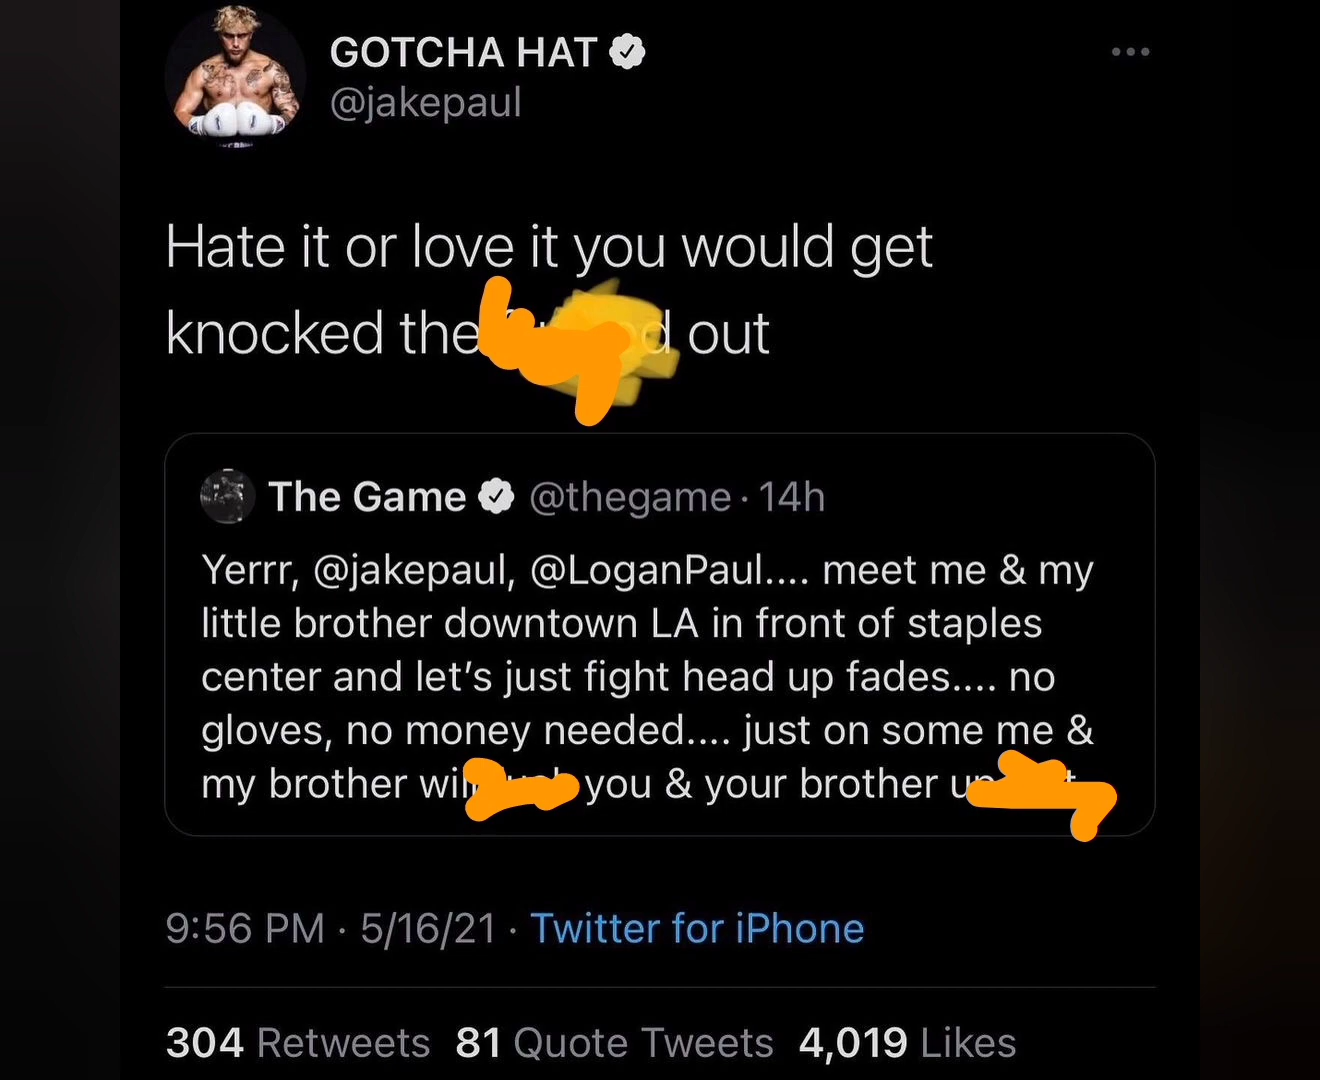 GOTCHA HAT
@jakepaul
Hate it or love it you would get
knocked the out
The Game @thegame · 14h
Yerrr, @jakepaul, @LoganPaul.... meet me & my
little brother downtown LA in front of staples
center and let's just fight head up fades.... no
gloves, no money needed.... just on some me &
my brother will you & your brother
9:56 PM · 5/16/21 · Twitter for iPhone
304 Retweets 81 Quote Tweets 4,019 Likes